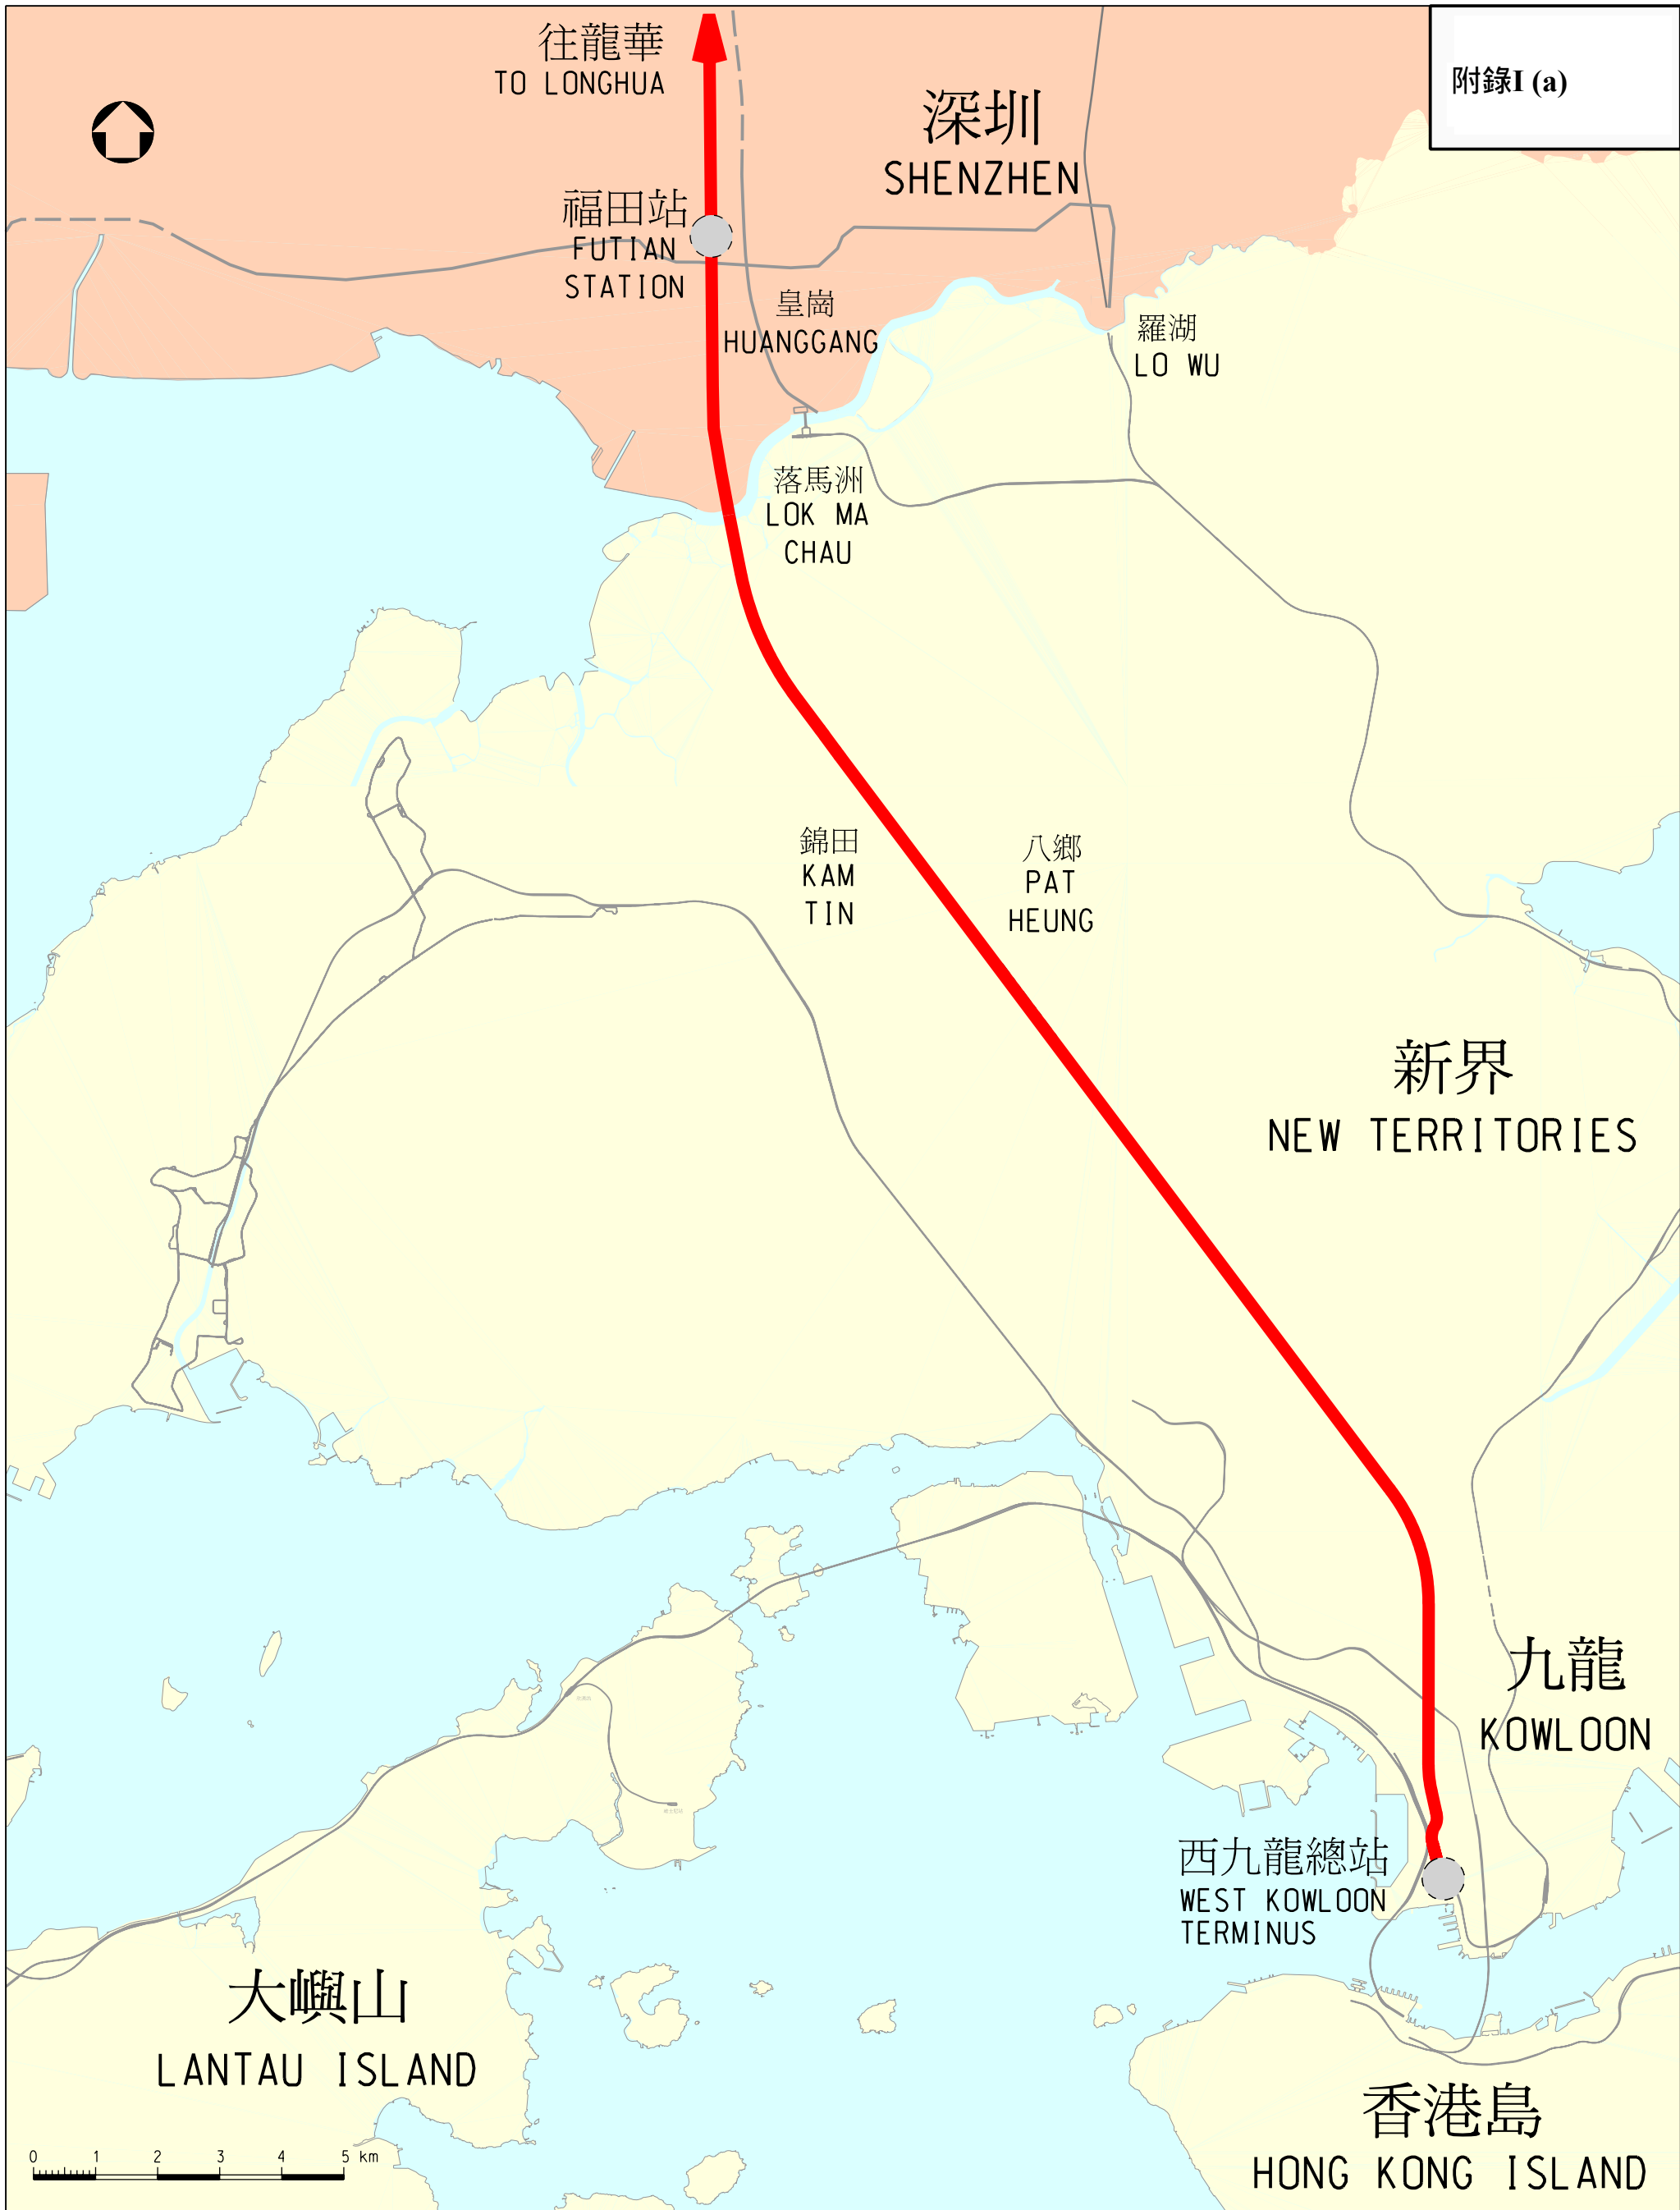 附錄I (a)
往龍華
TO LONGHUA
深圳
SHENZHEN
福田站
FUTIAN
STATION
皇崗
HUANGGANG
羅湖
LO WU
落馬洲
LOK MA
CHAU
錦田
KAM
TIN
八鄉
PAT
HEUNG
新界
NEW TERRITORIES
九龍
KOWLOON
西九龍總站
WEST KOWLOON
TERMINUS
大嶼山
LANTAU ISLAND
香港島
HONG KONG ISLAND
0 1 2 3 4 5 km